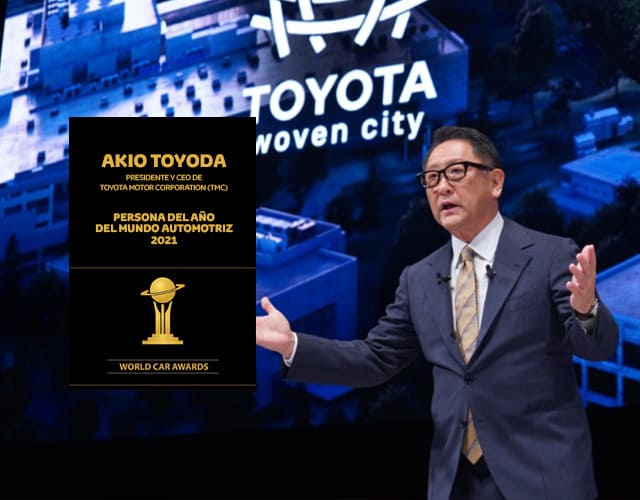 TOYOTA
woven city
AKIO TOYODA
PRESIDENTE Y CEO DE
TOYOTA MOTOR CORPORATION (TMC)
PERSONA DEL AÑO
DEL MUNDO AUTOMOTRIZ
2021
WORLD CAR AWARDS